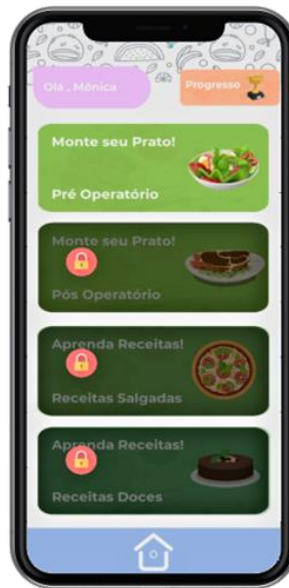 Ola , Mônica
Progresso
Monte seu Prato!
Pré Operatório
Monte seu Prato!
Pós Operatório
Aprenda Receitas!
Receitas Salgadas
Aprenda Receitas!
Receitas Doces